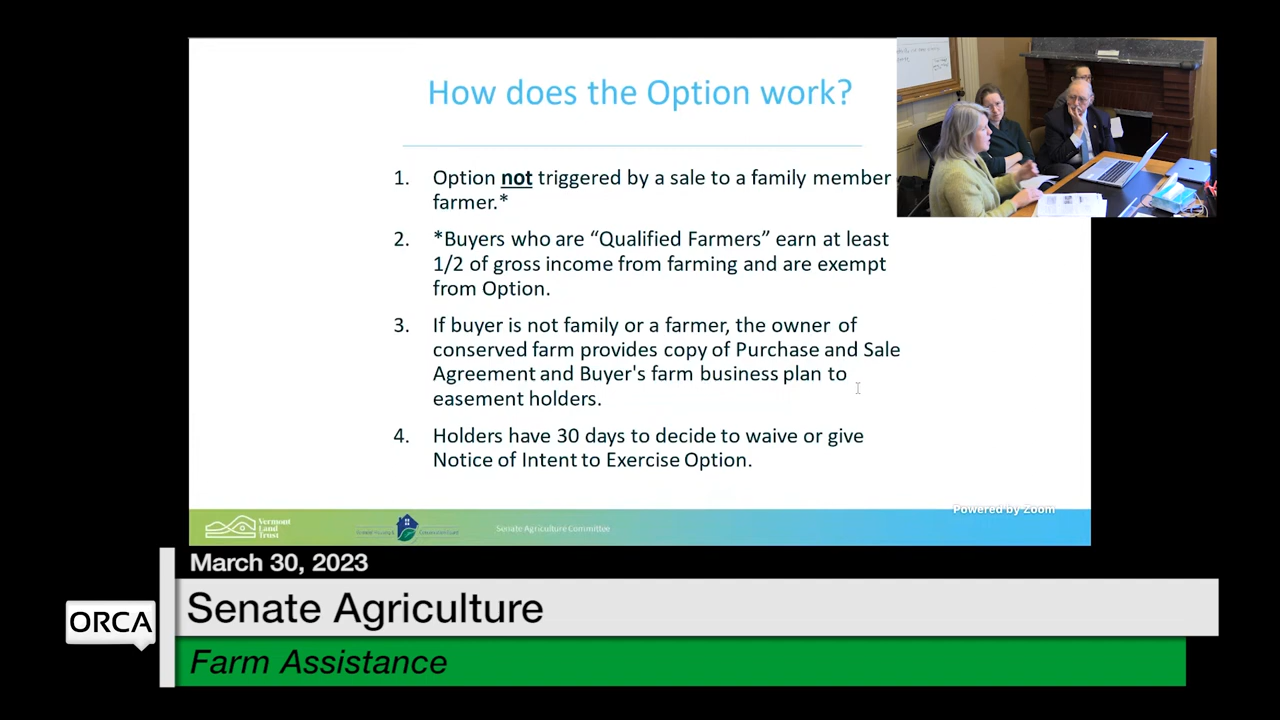 How does the Option work?
1. Option not triggered by a sale to a family member
farmer.*
2. *Buyers who are “Qualified Farmers” earn at least
1/2 of gross income from farming and are exempt
from Option.
3. If buyer is not family or a farmer, the owner of
conserved farm provides copy of Purchase and Sale
Agreement and Buyer's farm business plan to
easement holders.
4. Holders have 30 days to decide to waive or give
Notice of Intent to Exercise Option.
Powered by Zoom
Vermont
Land
Trust
Senate Agriculture Committee
March 30, 2023
ORCA
Senate Agriculture
Farm Assistance